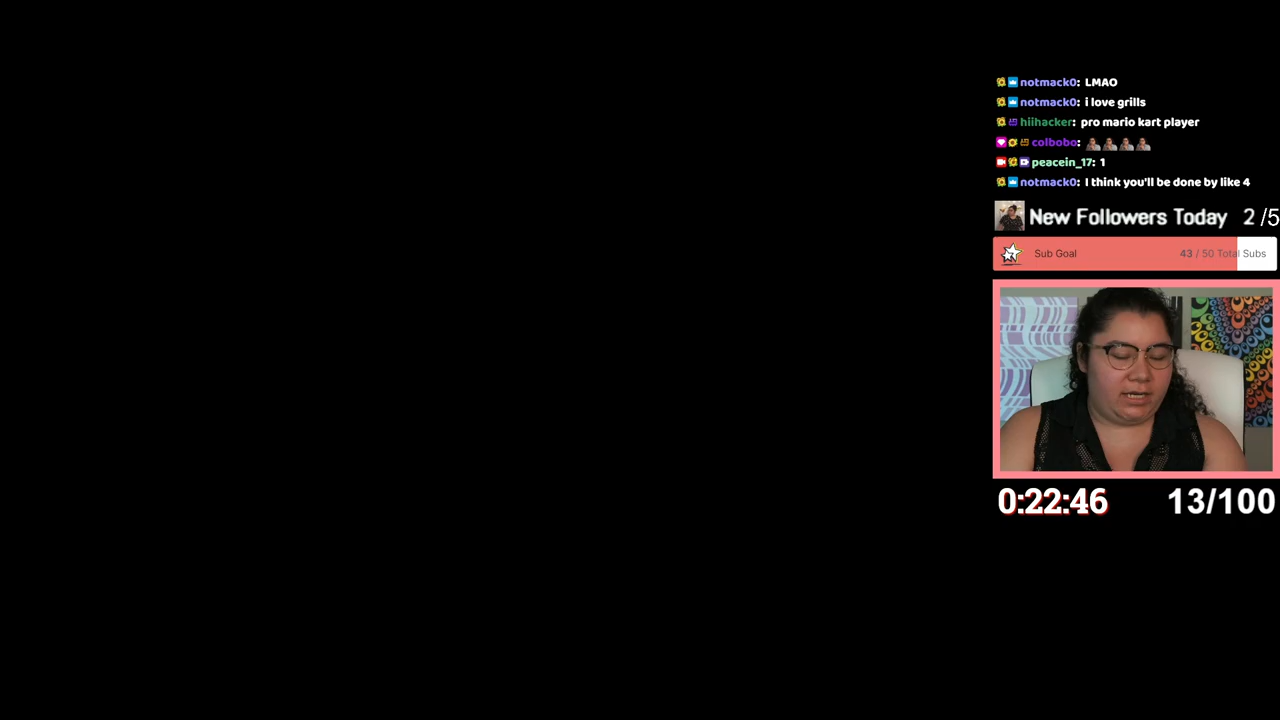 notmack0: LMAO
notmack0: i love grills
hiihacker: pro mario kart player
colbobo:
peacein_17: 1
notmack0: I think you'll be done by like 4
New Followers Today 2 /5
Sub Goal 43 / 50 Total Subs
0:22:46 13/100